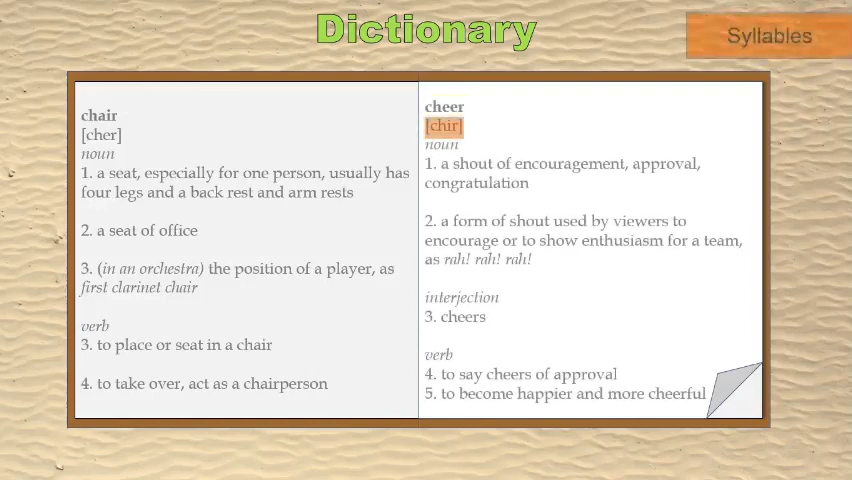 Dictionary
Syllables
chair
[cher]
noun
1. a seat, especially for one person, usually has
four legs and a back rest and arm rests
2. a seat of office
3. (in an orchestra) the position of a player, as
first clarinet chair
verb
3. to place or seat in a chair
4. to take over, act as a chairperson
cheer
[chir]
noun
1. a shout of encouragement, approval,
congratulation
2. a form of shout used by viewers to
encourage or to show enthusiasm for a team,
as rah! rah! rah!
interjection
3. cheers
verb
4. to say cheers of approval
5. to become happier and more cheerful